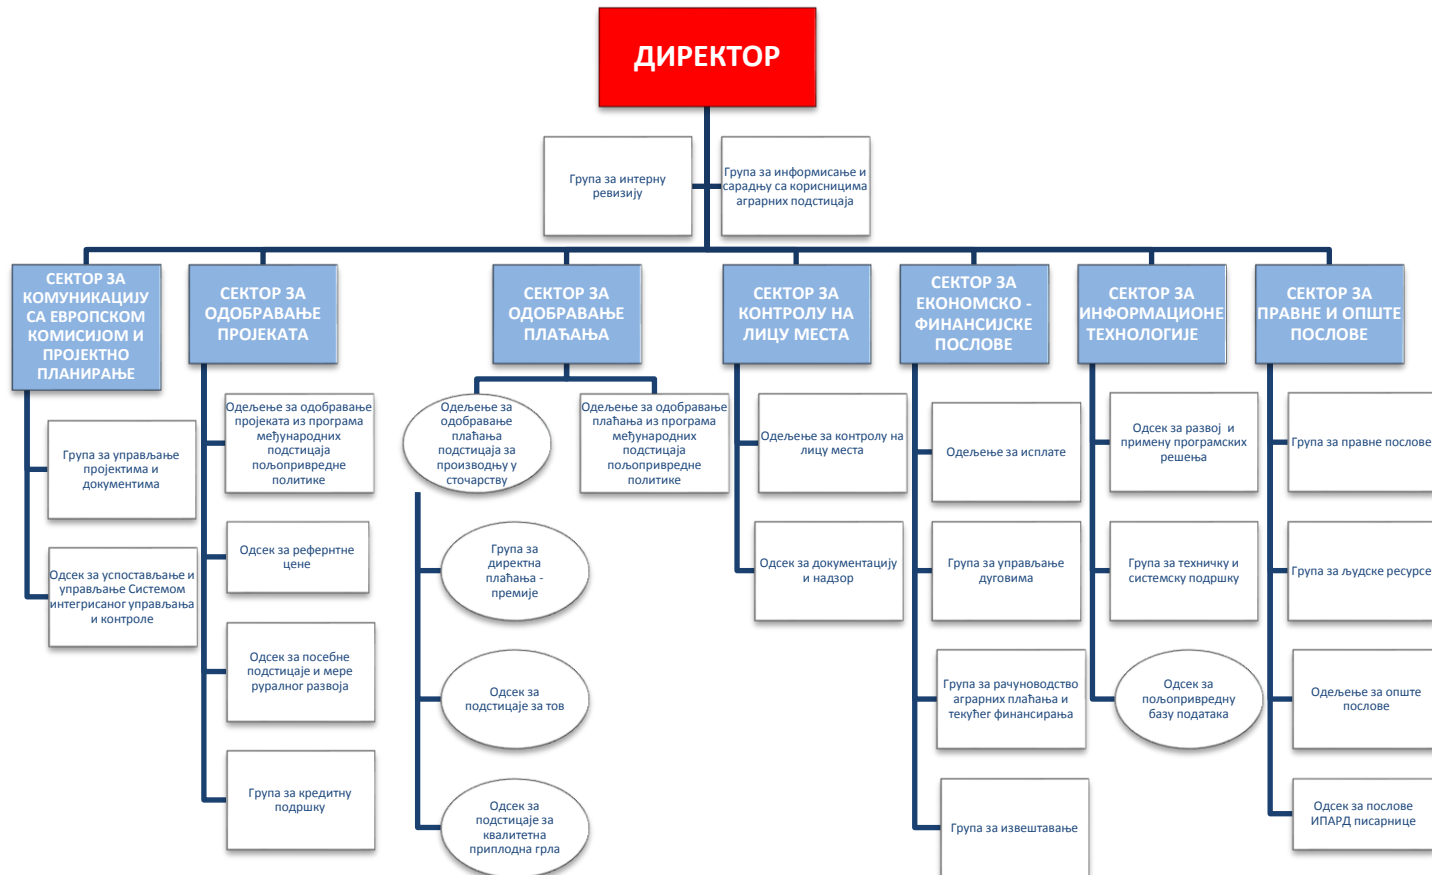 ДИРЕКТОР
Група за интерну
ревизију
Група за информисање и
сарадњу са корисницима
аграрних подстицаја
СЕКТОР ЗА
КОМУНИКАЦИЈУ
СА ЕВРОПСКОМ
КОМИСИЈОМ И
ПРОЈЕКТНО
ПЛАНИРАЊЕ
СЕКТОР ЗА
ОДОБРАВАЊЕ
ПРОЈЕКАТА
СЕКТОР ЗА
ОДОБРАВАЊЕ
ПЛАЋАЊА
СЕКТОР ЗА
КОНТРОЛУ НА
ЛИЦУ МЕСТА
СЕКТОР ЗА
ЕКОНОМСКО -
ФИНАНСИЈСКЕ
ПОСЛОВЕ
СЕКТОР ЗА
ИНФОРМАЦИОНЕ
ТЕХНОЛОГИЈЕ
СЕКТОР ЗА
ПРАВНЕ И ОПШТЕ
ПОСЛОВЕ
Група за управљање
пројектима и
документима
Одсек за успостављање и
управљање Системом
интегрисаног управљања
и контроле
Одељење за одобравање
пројеката из програма
међународних
подстицаја
пољопривредне
политике
Одсек за рефернтне
цене
Одсек за посебне
подстицаје и мере
руралног развоја
Група за кредитну
подршку
Одељење за
одобравање
плаћања
подстицаја за
производњу у
сточарству
Група за
директна
плаћања -
премије
Одсек за
подстицаје за тов
Одсек за
подстицаје за
квалитетна
приплодна грла
Одељење за одобравање
плаћања из програма
међународних
подстицаја
пољопривредне
политике
Одељење за контролу на
лицу места
Одсек за документацију
и надзор
Одељење за исплате
Група за управљање
дуговима
Група за рачуноводство
аграрних плаћања и
текућег финансирања
Група за извештавање
Одсек за развој и
примену програмских
решења
Група за техничку и
системску подршку
Одсек за
пољопривредну
базу података
Група за правне послове
Група за људске ресурсе
Одељење за опште
послове
Одсек за послове
ИПАРД писарнице